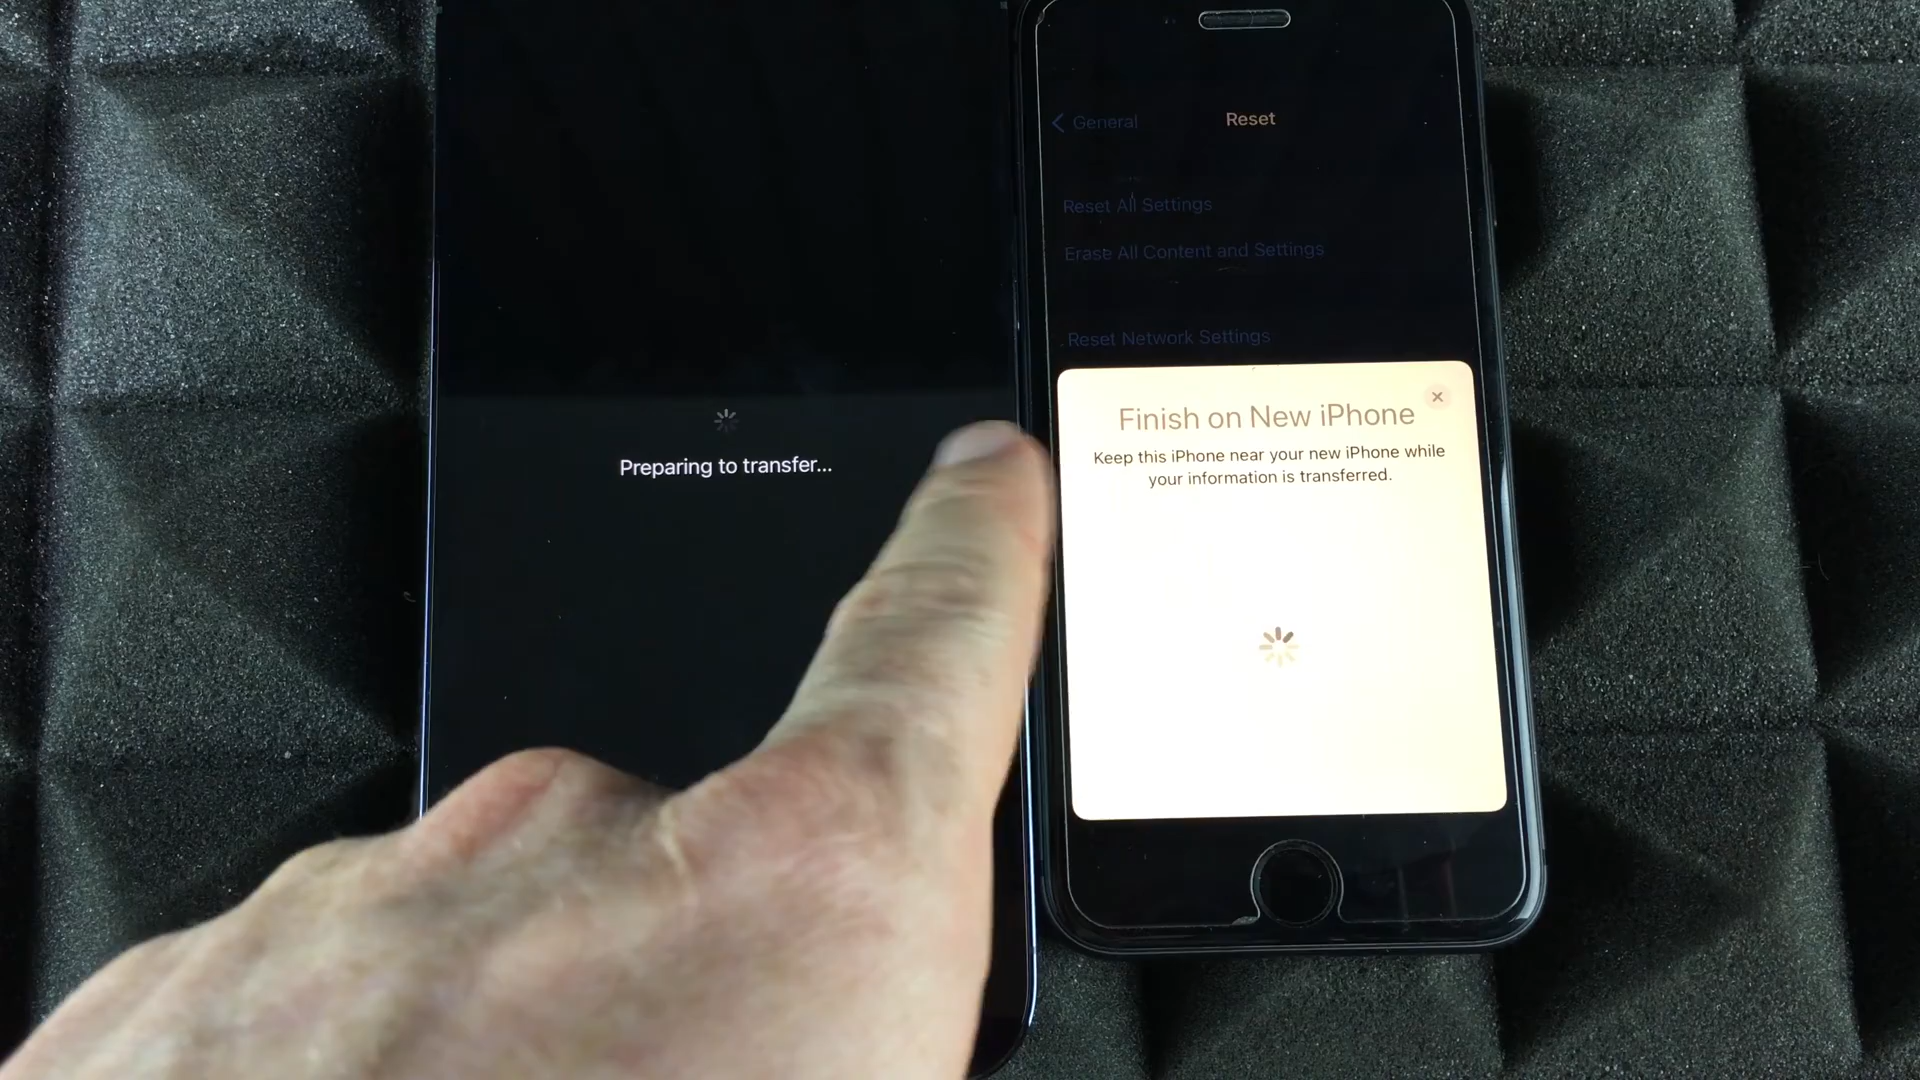 Preparing to transfer...
General
Reset
Reset All Settings
Erase All Content and Settings
Reset Network Settings
Finish on New iPhone
Keep this iPhone near your new iPhone while
your information is transferred.